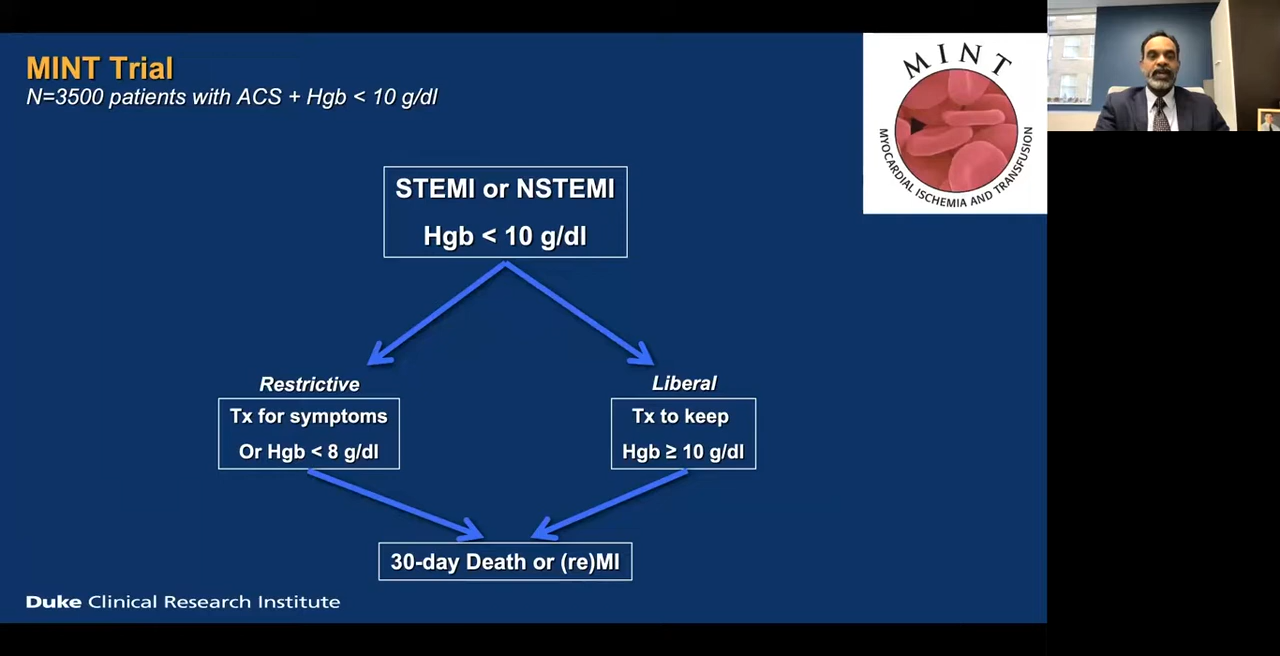 MINT Trial
N=3500 patients with ACS + Hgb < 10 g/dl
MINT
MYOCARDIAL ISCHEMIA AND TRANSFUSION
STEMI or NSTEMI
Hgb < 10 g/dl
Restrictive
Tx for symptoms
Or Hgb < 8 g/dl
Liberal
Tx to keep
Hgb ≥ 10 g/dl
30-day Death or (re)MI
Duke Clinical Research Institute